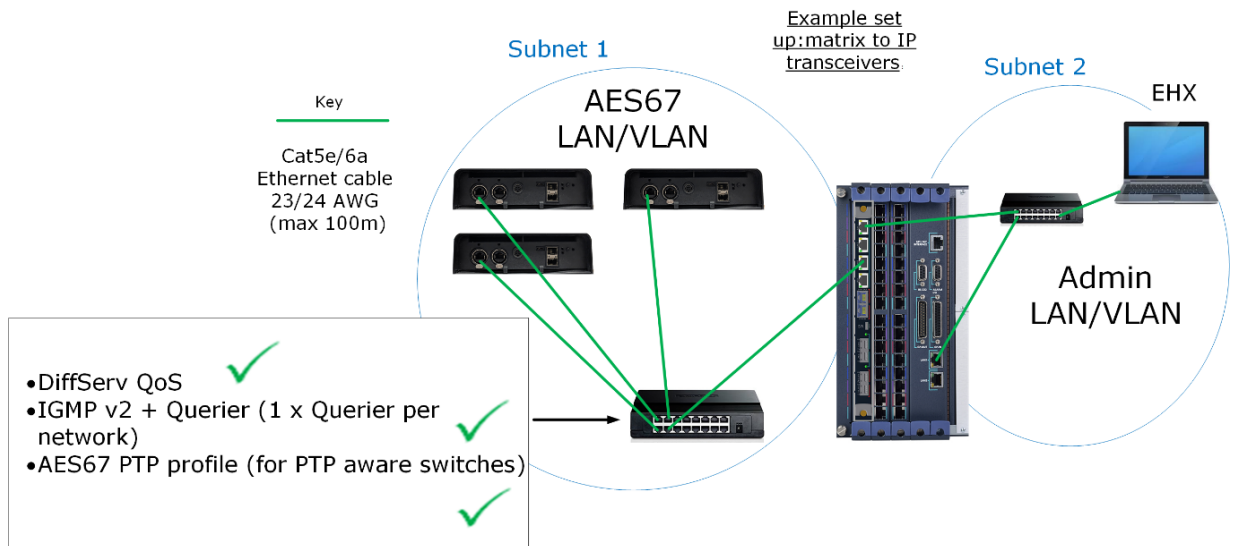 Example set
up:matrix to IP
transceivers
Subnet 1
Subnet 2
EHX
Key
AES67
LAN/VLAN
Cat5e/6a
Ethernet cable
23/24 AWG
(max 100m)
Admin
LAN/VLAN
•DiffServ QoS
•IGMP v2 + Querier (1 x Querier per
network)
•AES67 PTP profile (for PTP aware switches)